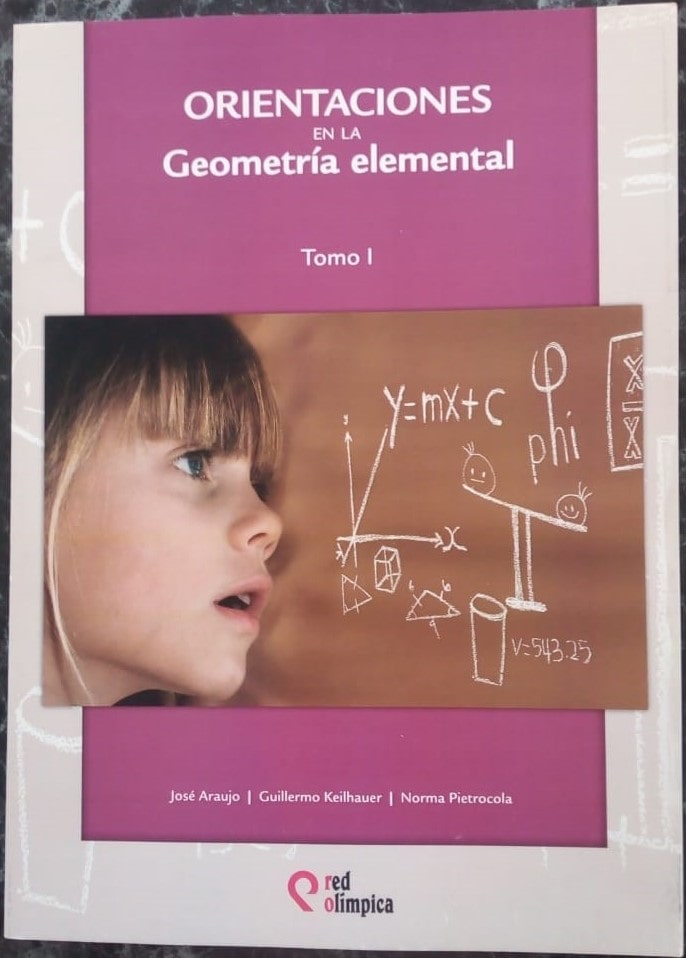 ORIENTACIONES
EN LA
Geometría elemental
Tomo I
y=mx+c
φ
phi
x
x
y
x
v=543.25
José Araujo | Guillermo Keilhauer | Norma Pietrocola
red
olímpica